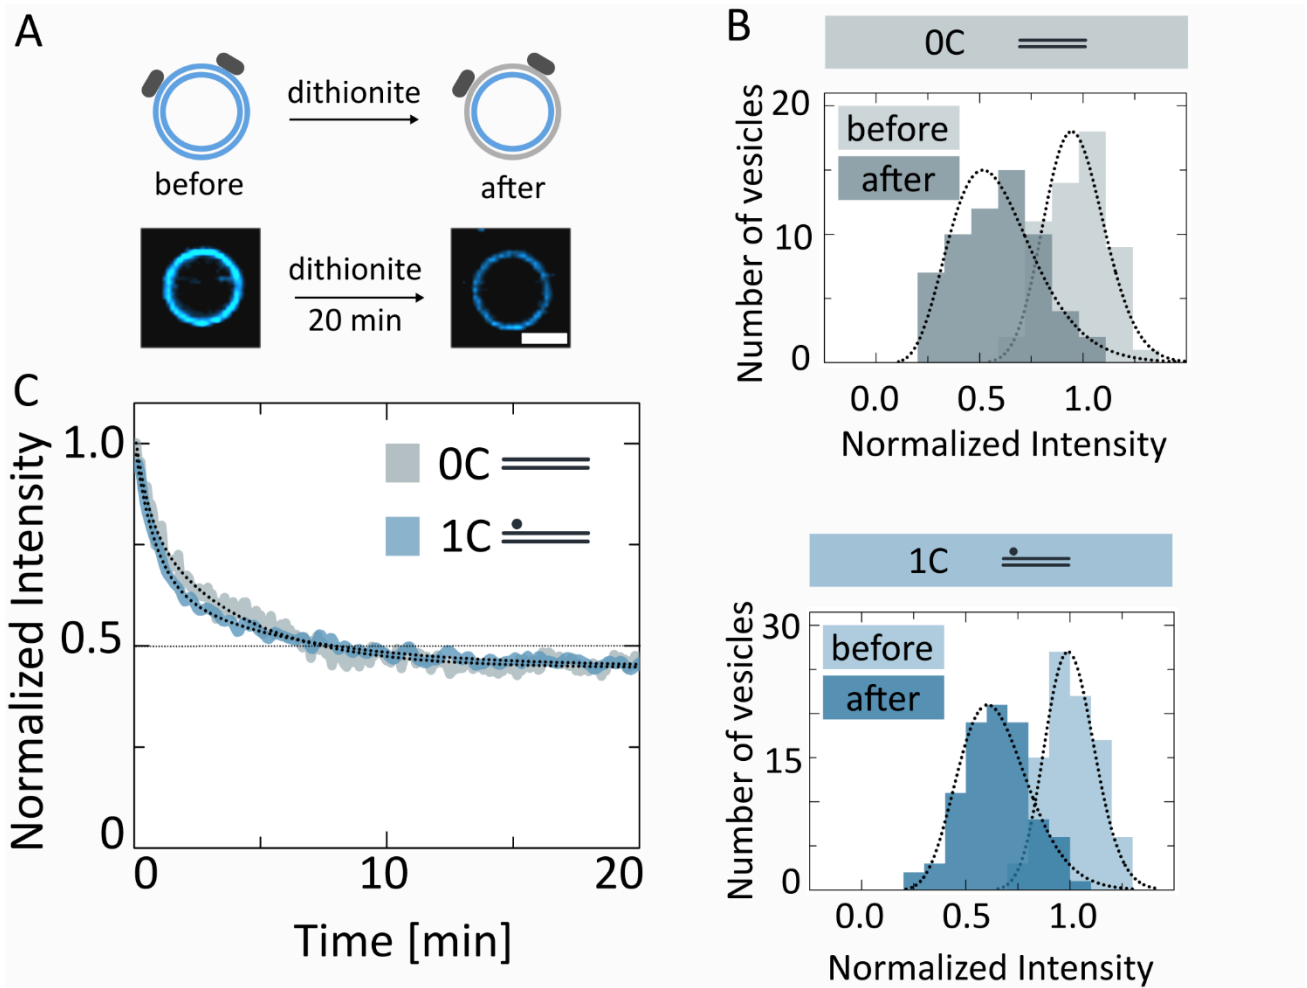 A
dithionite
before
after
dithionite
20 min
B
0C
20
10
0
Number of vesicles
before
after
0.0
0.5
1.0
Normalized Intensity
C
1.0
0.5
0
Normalized Intensity
0C
1C
0
10
20
Time [min]
1C
30
15
0
Number of vesicles
before
after
0.0
0.5
1.0
Normalized Intensity